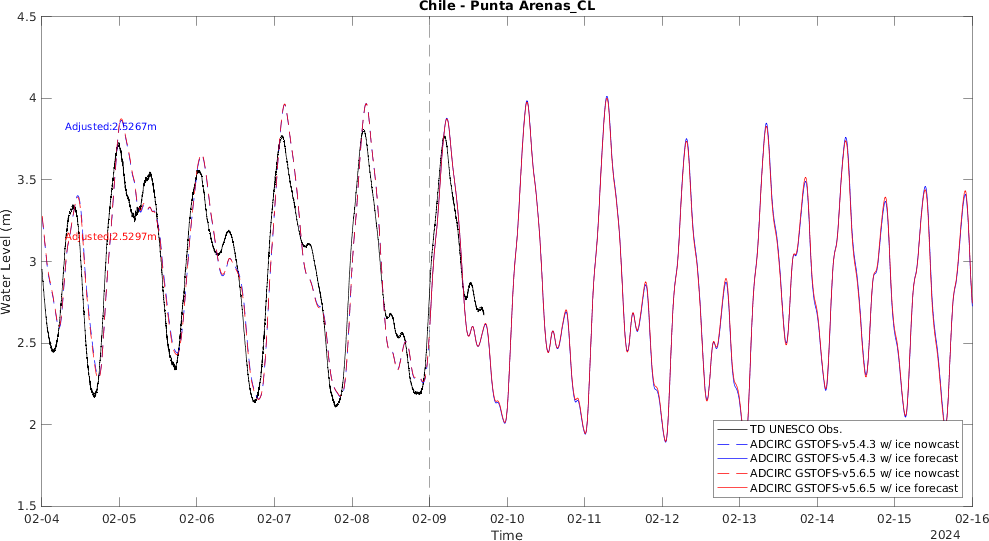 Chile - Punta Arenas_CL
4.5
4
3.5
3
2.5
2
1.5
Water Level (m)
Adjusted:2.5267m
Adjusted:2.5297m
TD UNESCO Obs.
ADCIRC GSTOFS-v5.4.3 w/ ice nowcast
ADCIRC GSTOFS-v5.4.3 w/ ice forecast
ADCIRC GSTOFS-v5.6.5 w/ ice nowcast
ADCIRC GSTOFS-v5.6.5 w/ ice forecast
02-04 02-05 02-06 02-07 02-08 02-09 02-10 02-11 02-12 02-13 02-14 02-15 02-16
Time
2024